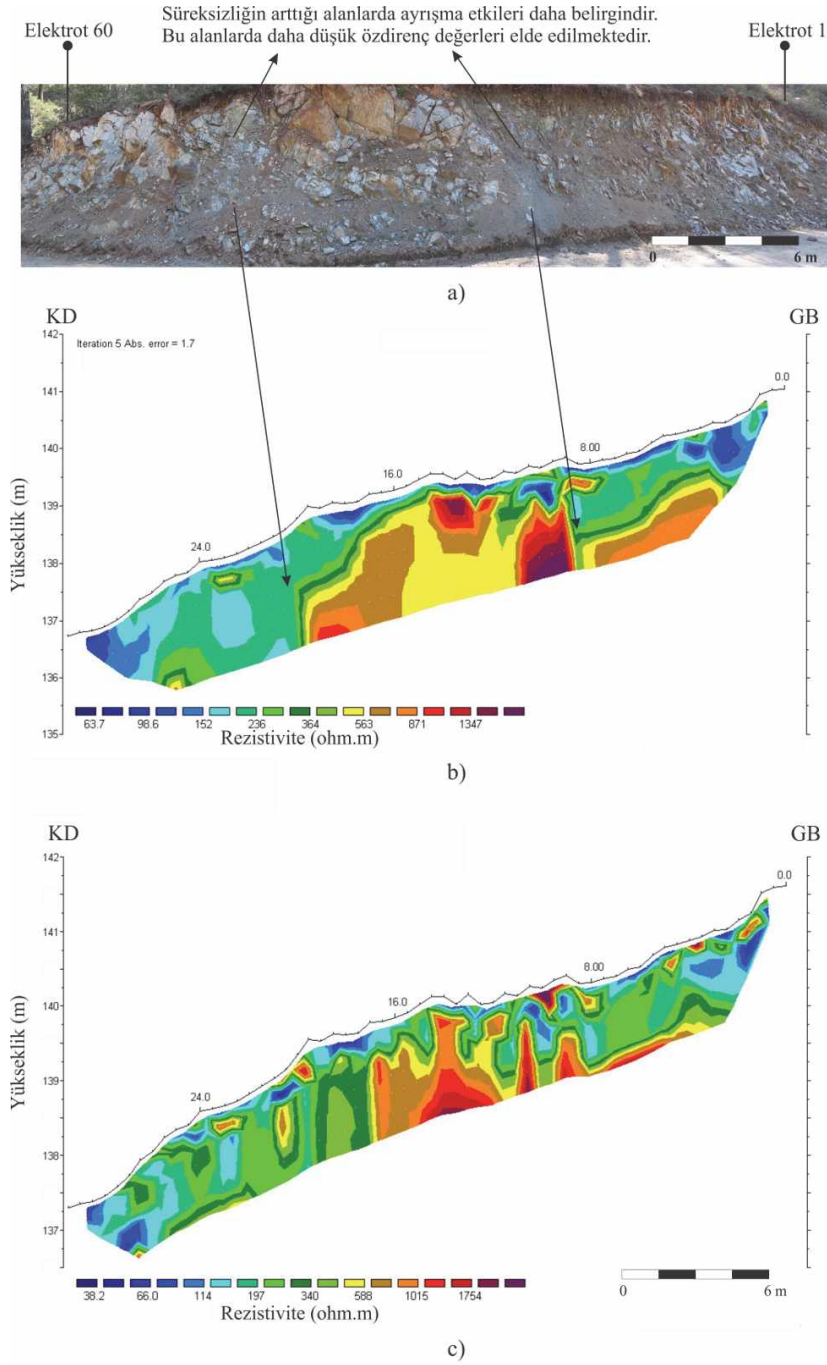 Süreksizliğin arttığı alanlarda ayrışma etkileri daha belirgindir.
Bu alanlarda daha düşük özdirenç değerleri elde edilmektedir.
Elektrot 60
Elektrot 1
0 6 m
a)
KD GB
142
Iteration 5 Abs. error = 1.7
141
140
139
138
137
136
135
Yükseklik (m)
0.0
8.00
16.0
24.0
63.7 98.6 152 236 364 563 871 1347
Rezistivite (ohm.m)
b)
KD GB
142
141
140
139
138
137
Yükseklik (m)
0.0
8.00
16.0
24.0
38.2 66.0 114 197 340 588 1015 1754
Rezistivite (ohm.m)
0 6 m
c)